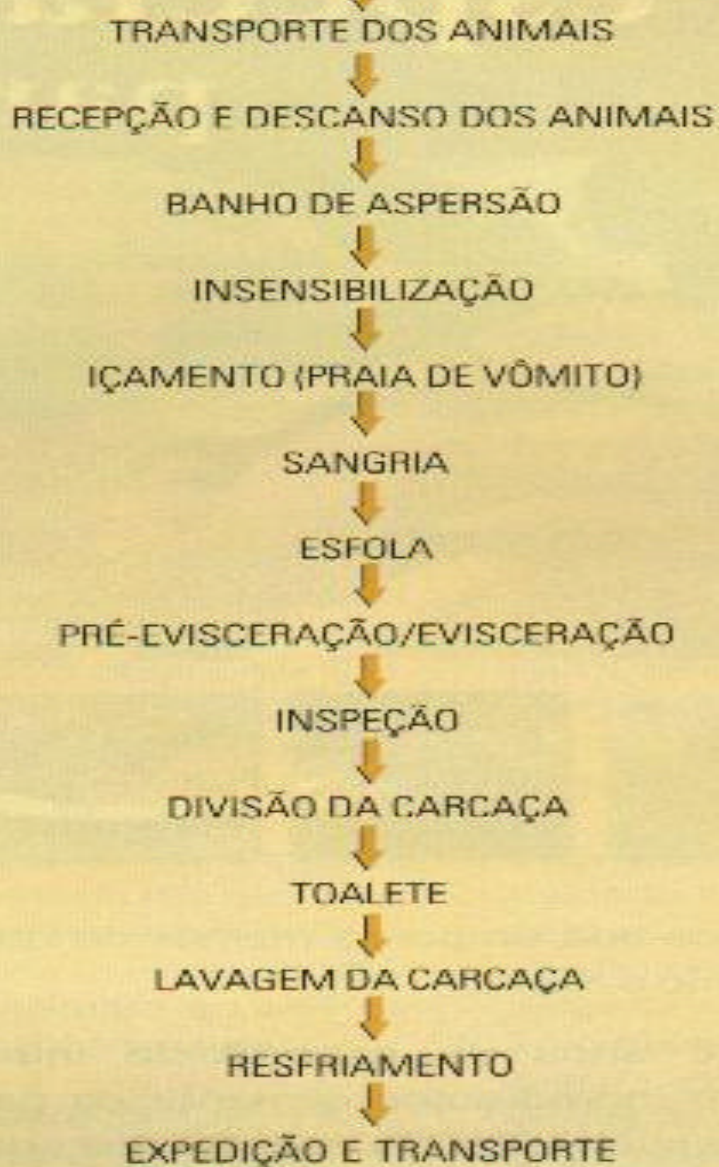 TRANSPORTE DOS ANIMAIS
RECEPÇÃO E DESCANSO DOS ANIMAIS
BANHO DE ASPERSÃO
INSENSIBILIZAÇÃO
IÇAMENTO (PRAIA DE VÔMITO)
SANGRIA
ESFOLA
PRÉ-EVISCERAÇÃO/EVISCERAÇÃO
INSPEÇÃO
DIVISÃO DA CARCAÇA
TOALETE
LAVAGEM DA CARCAÇA
RESFRIAMENTO
EXPEDIÇÃO E TRANSPORTE